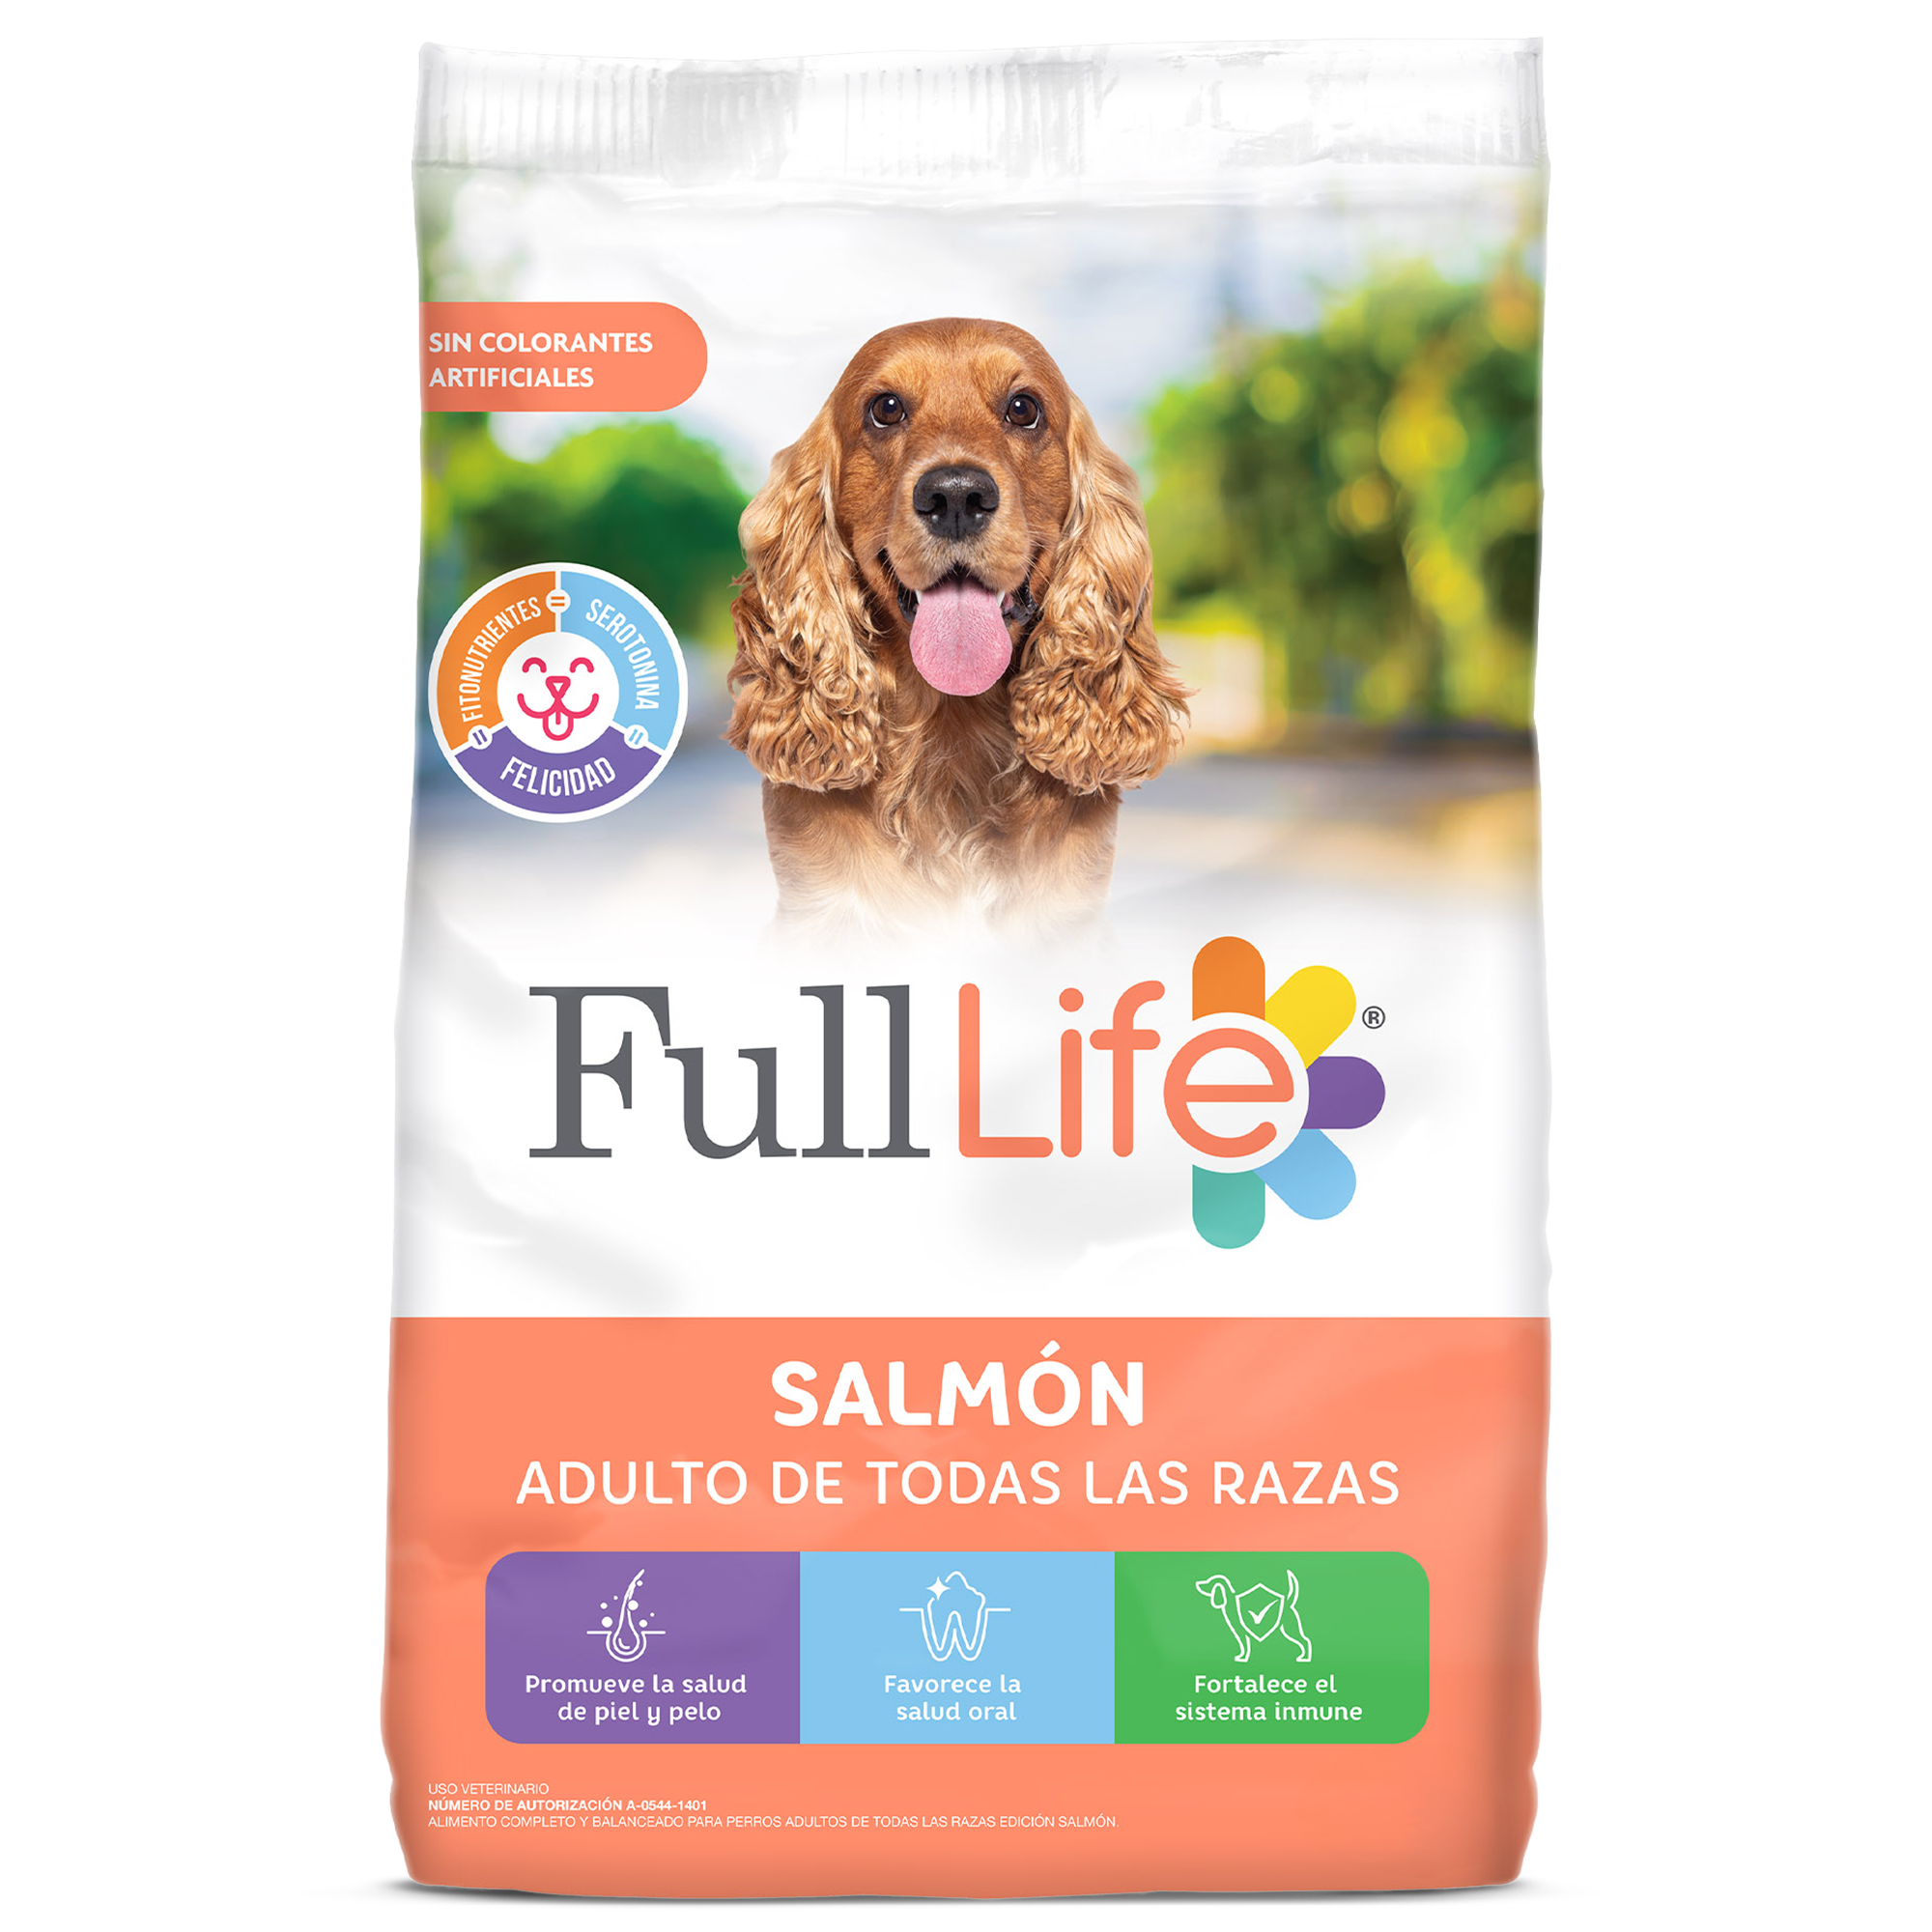 SIN COLORANTES
ARTIFICIALES
FITONUTRIENTES = SEROTONINA = FELICIDAD =
FullLife®
SALMÓN
ADULTO DE TODAS LAS RAZAS
Promueve la salud
de piel y pelo
Favorece la
salud oral
Fortalece el
sistema inmune
USO VETERINARIO
NÚMERO DE AUTORIZACIÓN A-0544-1401
ALIMENTO COMPLETO Y BALANCEADO PARA PERROS ADULTOS DE TODAS LAS RAZAS EDICIÓN SALMÓN.